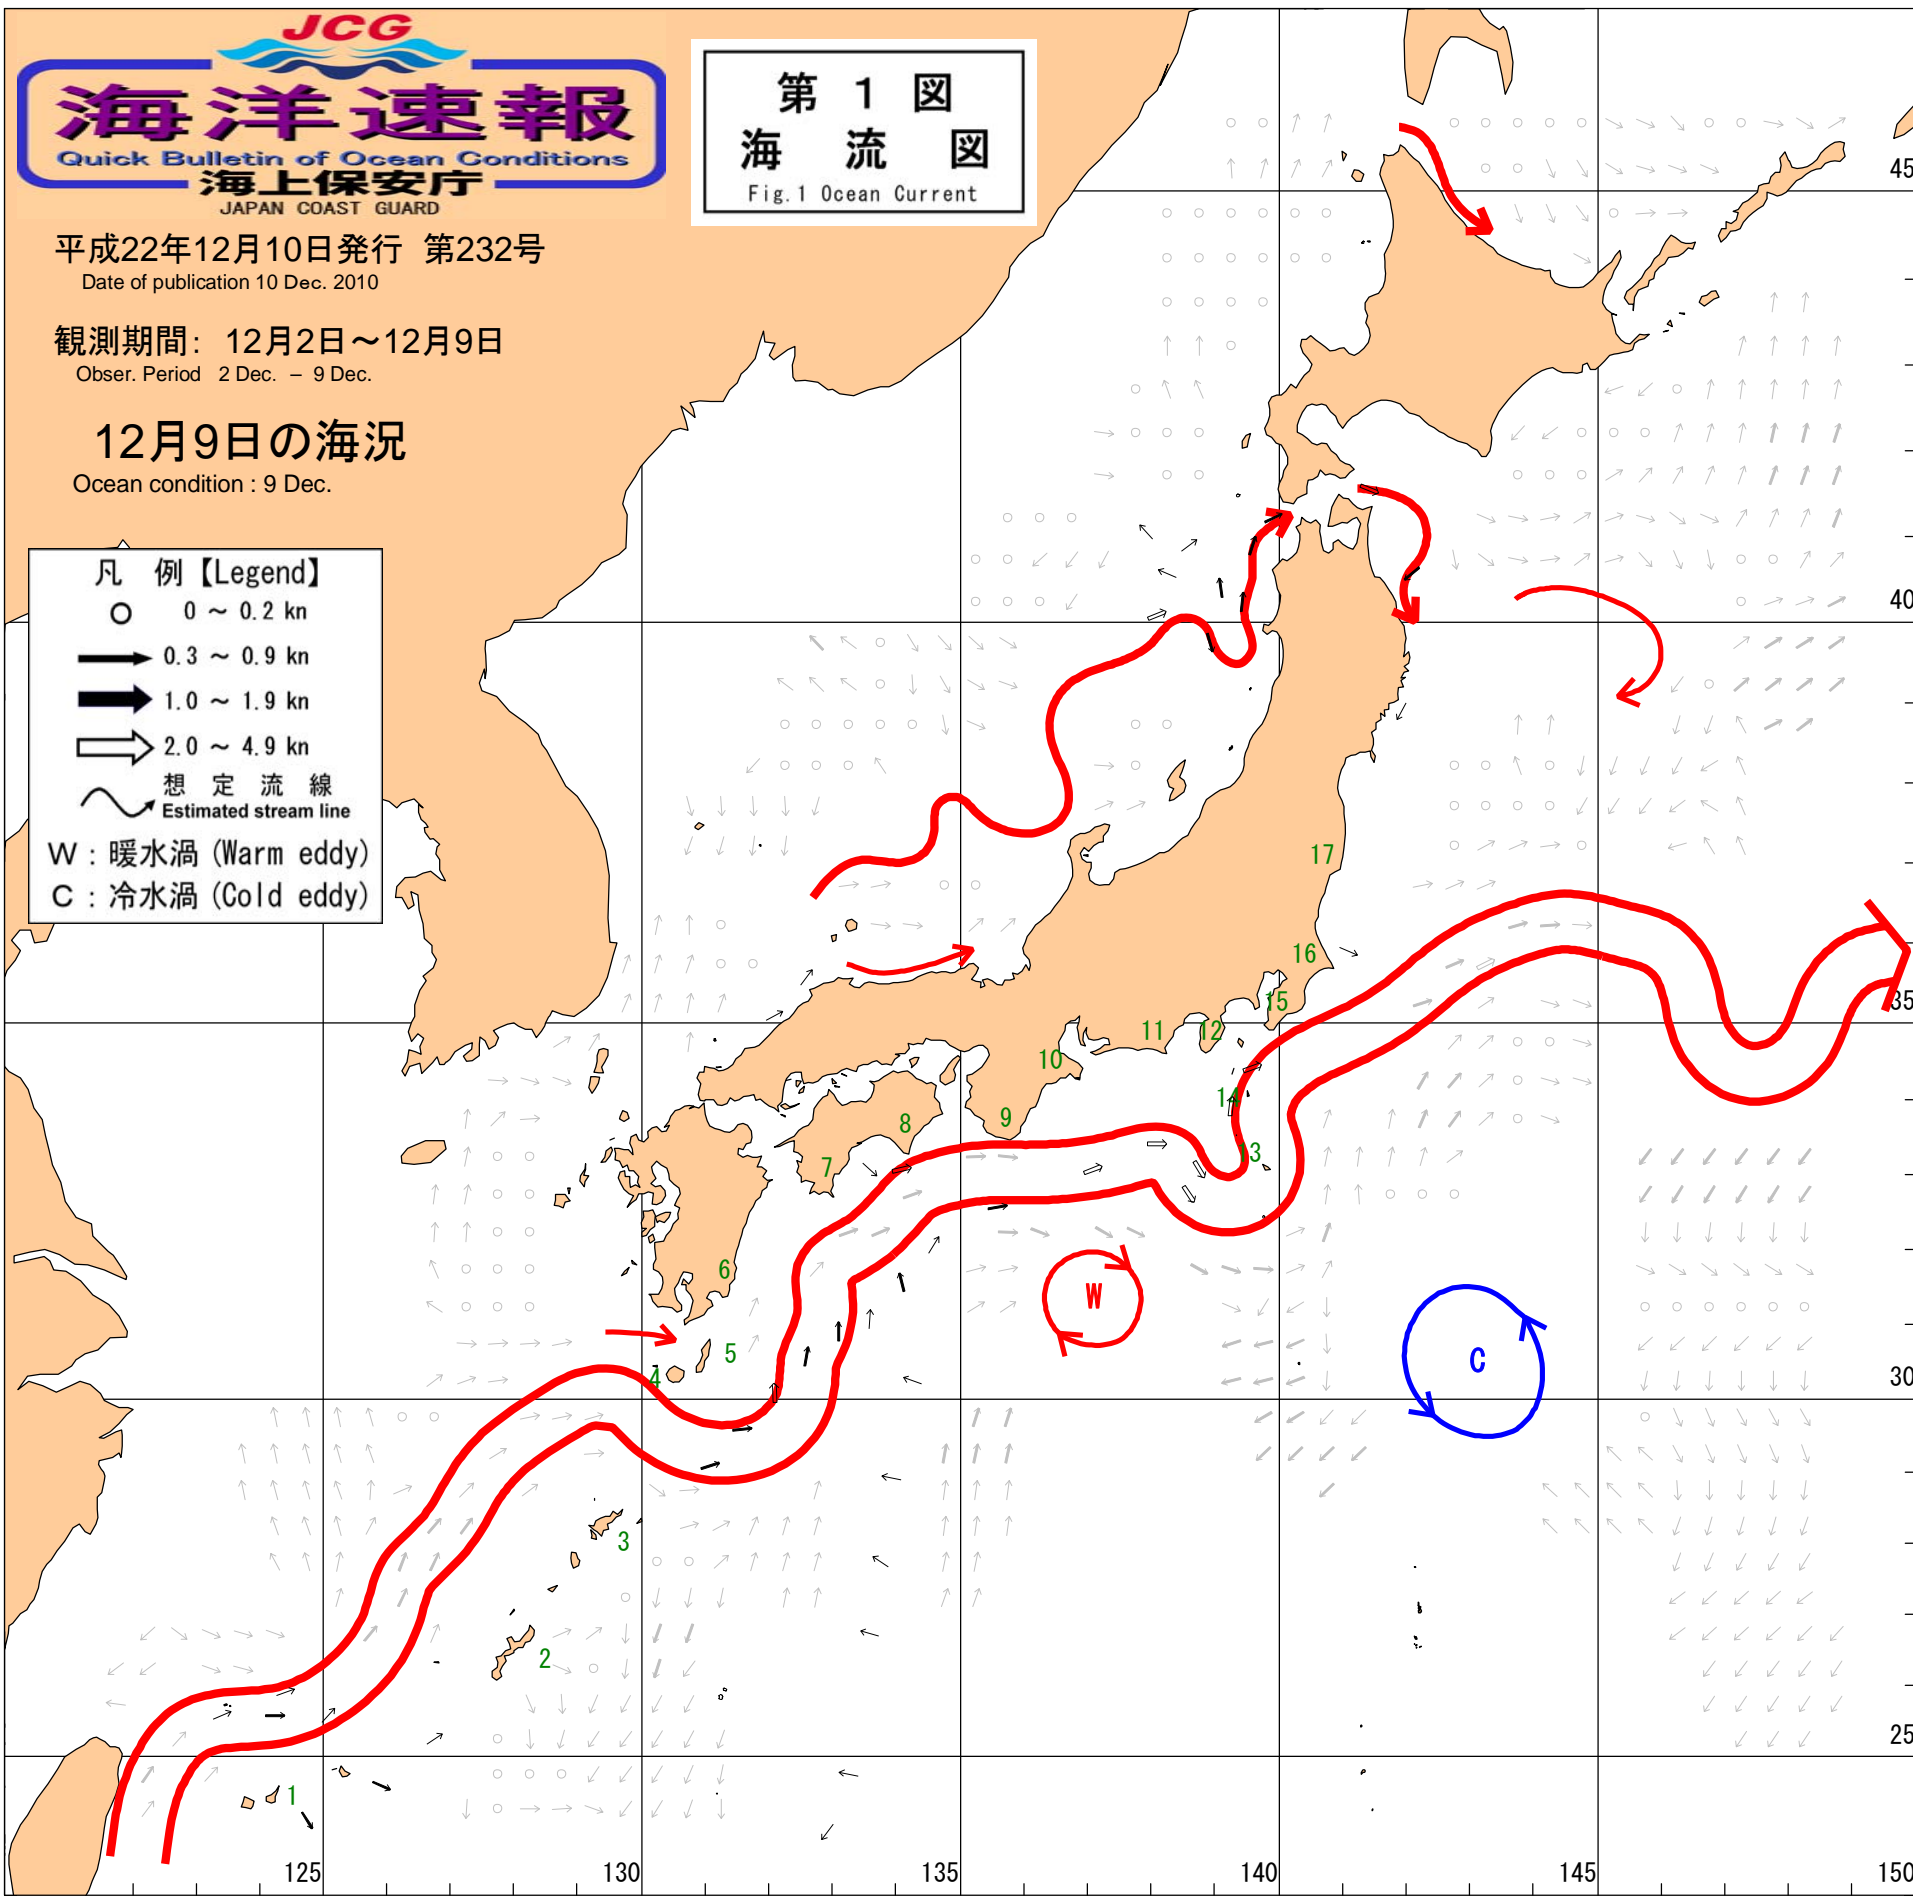 JCG
海洋速報
Quick Bulletin of Ocean Conditions
海上保安庁
JAPAN COAST GUARD
第 1 図
海 流 図
Fig.1 Ocean Current
平成22年12月10日発行 第232号
Date of publication 10 Dec. 2010
観測期間： 12月2日～12月9日
Obser. Period 2 Dec. – 9 Dec.
12月9日の海況
Ocean condition : 9 Dec.
凡 例【Legend】
0 ～ 0.2 kn
0.3 ～ 0.9 kn
1.0 ～ 1.9 kn
2.0 ～ 4.9 kn
想 定 流 線
Estimated stream line
W : 暖水渦 (Warm eddy)
C : 冷水渦 (Cold eddy)
45
40
17
16
35
15
11
12
10
14
9
8
13
7
6
W
5
C
4
30
3
2
25
1
125
130
135
140
145
150